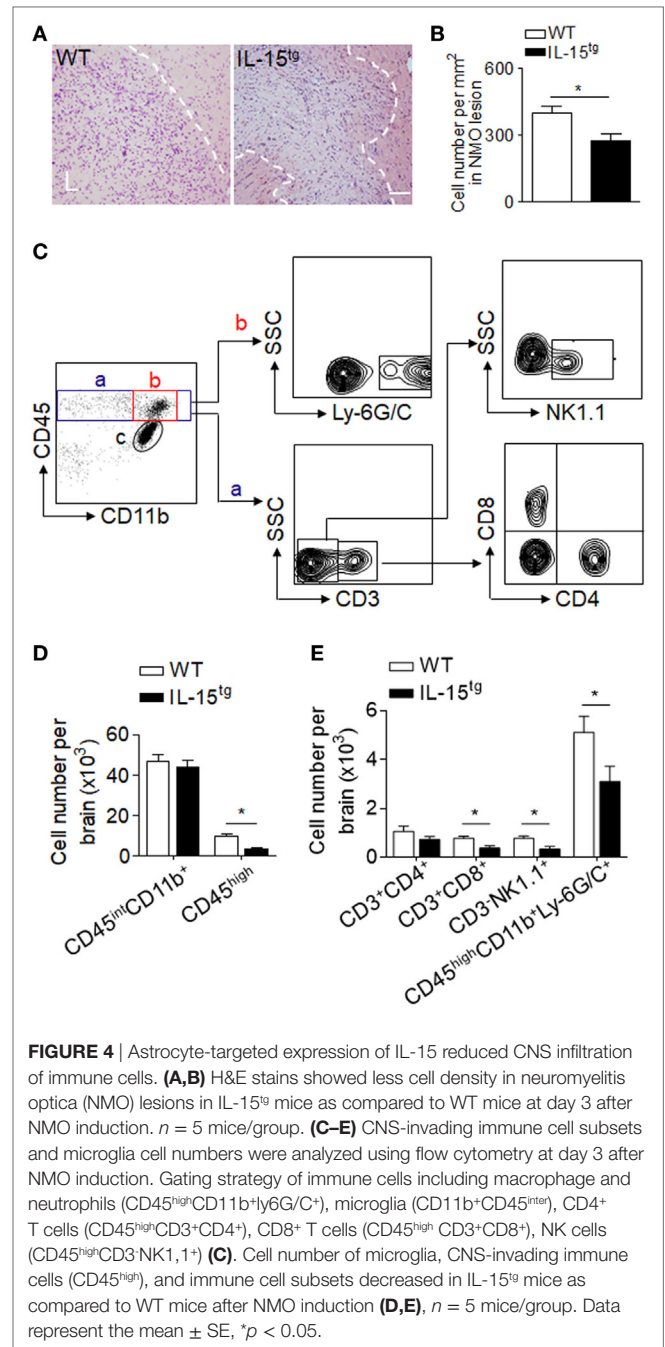 A
WT
IL-15tg
B
WT
IL-15tg
Cell number per mm2
in NMO lesion
600
300
0
*
C
a
b
c
CD45
CD11b
b
SSC
Ly-6G/C
SSC
NK1.1
a
SSC
CD3
CD8
CD4
D
WT
IL-15tg
Cell number per
brain (x103)
60
40
20
0
*
CD45intCD11b+
CD45high
E
WT
IL-15tg
Cell number per
brain (x103)
6
4
2
0
*
*
*
CD3+CD4+
CD3+CD8+
CD3-NK1.1+
CD45highCD11b+Ly-6G/C+
FIGURE 4 | Astrocyte-targeted expression of IL-15 reduced CNS infiltration
of immune cells. (A,B) H&E stains showed less cell density in neuromyelitis
optica (NMO) lesions in IL-15tg mice as compared to WT mice at day 3 after
NMO induction. n = 5 mice/group. (C–E) CNS-invading immune cell subsets
and microglia cell numbers were analyzed using flow cytometry at day 3 after
NMO induction. Gating strategy of immune cells including macrophage and
neutrophils (CD45highCD11b+ly6G/C+), microglia (CD11b+CD45inter), CD4+
T cells (CD45highCD3+CD4+), CD8+ T cells (CD45high CD3+CD8+), NK cells
(CD45highCD3-NK1,1+) (C). Cell number of microglia, CNS-invading immune
cells (CD45high), and immune cell subsets decreased in IL-15tg mice as
compared to WT mice after NMO induction (D,E), n = 5 mice/group. Data
represent the mean ± SE, *p < 0.05.